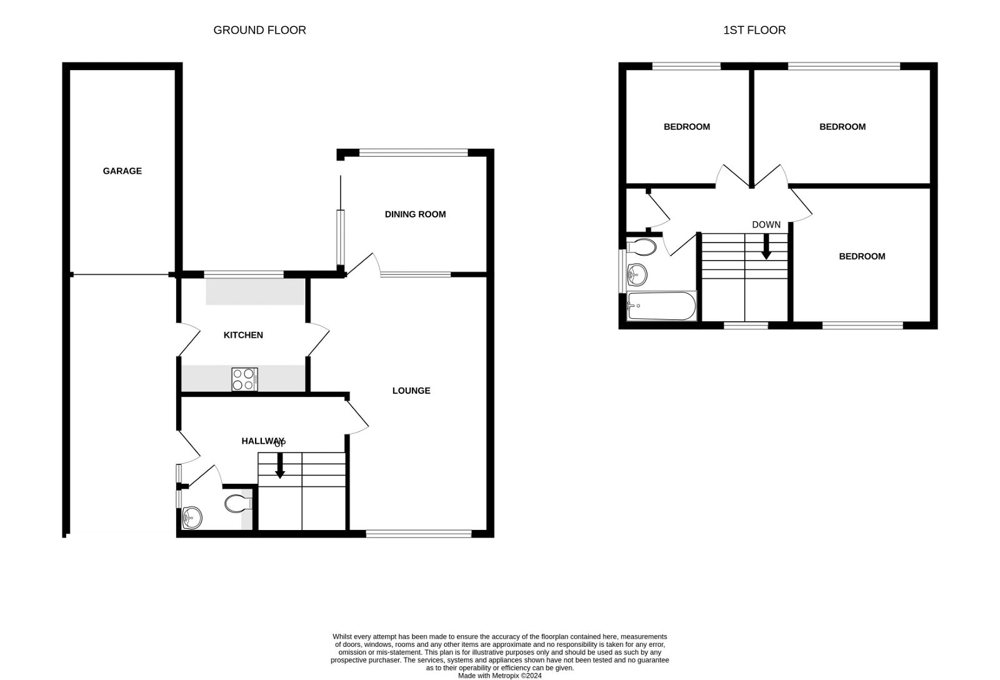 GROUND FLOOR
1ST FLOOR
GARAGE
DINING ROOM
KITCHEN
LOUNGE
HALLWAY
UP
BEDROOM
BEDROOM
DOWN
BEDROOM
Whilst every attempt has been made to ensure the accuracy of the floorplan contained here, measurements
of doors, windows, rooms and any other items are approximate and no responsibility is taken for any error,
omission or mis-statement. This plan is for illustrative purposes only and should be used as such by any
prospective purchaser. The services, systems and appliances shown have not been tested and no guarantee
as to their operability or efficiency can be given.
Made with Metropix ©2024